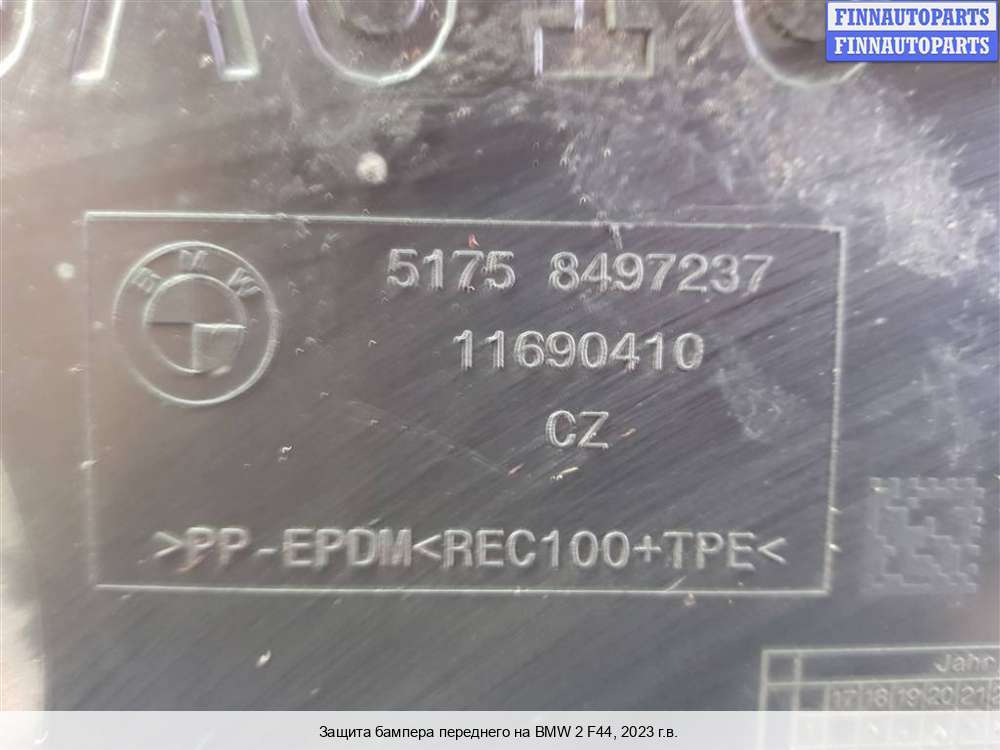 FINNAUTOPARTS
FINNAUTOPARTS
BMW
5175 8497237
11690410
CZ
>PP-EPDM<REC100+TPE<
Jahr
17 18 19 20 21
Защита бампера переднего на BMW 2 F44, 2023 г.в.